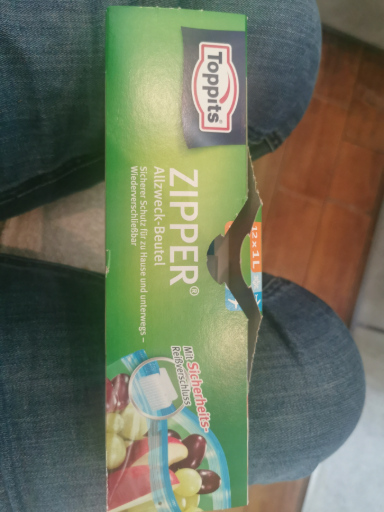 Toppits®
ZIPPER®
Allzweck-Beutel
Sicherer Schutz für zu Hause und unterwegs –
Wiederverschließbar
12 x 1 L
Mit Sicherheits-
Reißverschluss